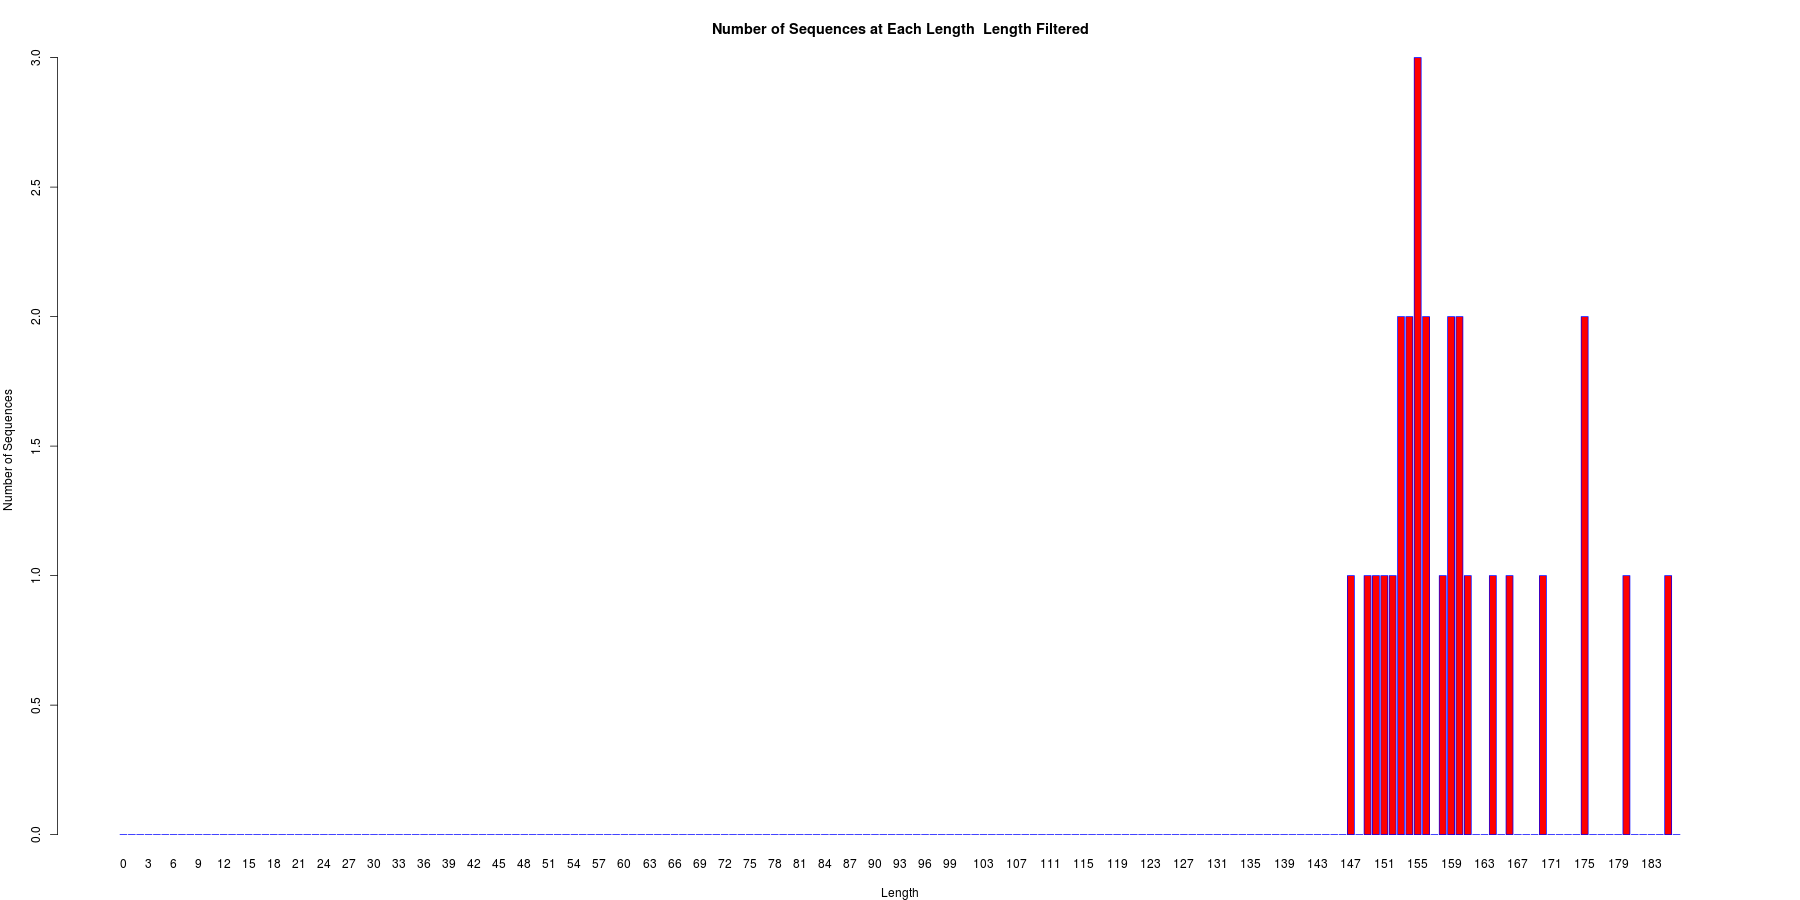 Number of Sequences at Each Length  Length Filtered
3.0
2.5
2.0
1.5
1.0
0.5
0.0
Number of Sequences
0 3 6 9 12 15 18 21 24 27 30 33 36 39 42 45 48 51 54 57 60 63 66 69 72 75 78 81 84 87 90 93 96 99 103 107 111 115 119 123 127 131 135 139 143 147 151 155 159 163 167 171 175 179 183
Length